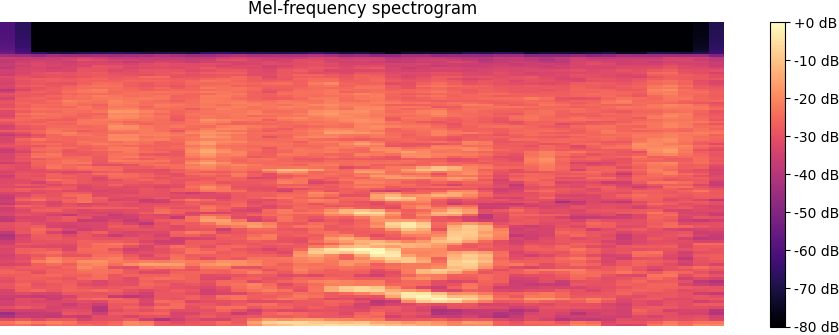 Mel-frequency spectrogram
+0 dB
-10 dB
-20 dB
-30 dB
-40 dB
-50 dB
-60 dB
-70 dB
-80 dB